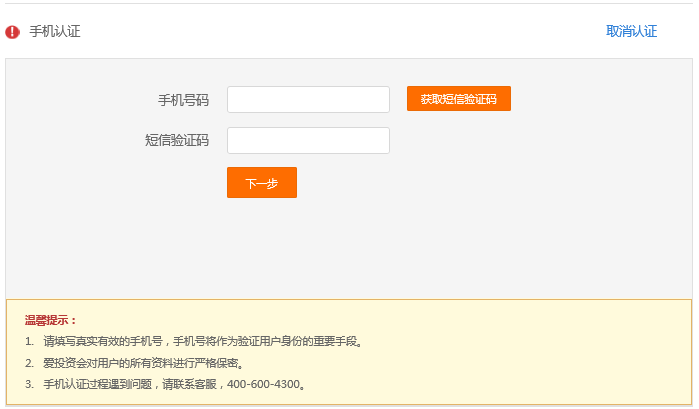 手机认证 取消认证
手机号码 获取短信验证码
短信验证码
下一步
温馨提示：
1. 请填写真实有效的手机号，手机号将作为验证用户身份的重要手段。
2. 爱投资会对用户的所有资料进行严格保密。
3. 手机认证过程遇到问题，请联系客服，400-600-4300。